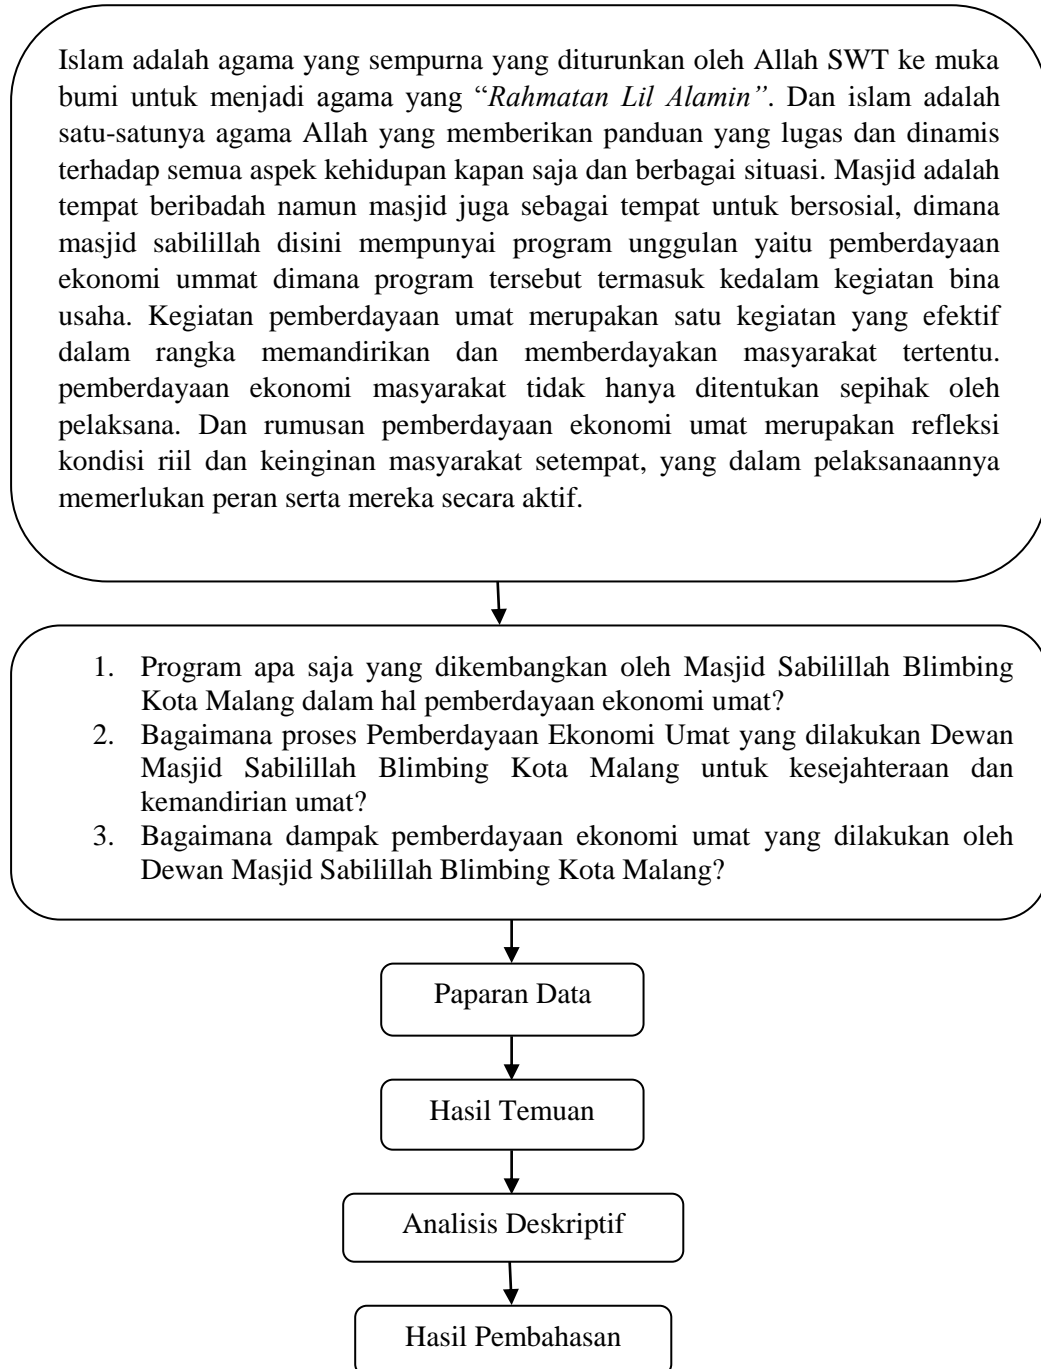 Islam adalah agama yang sempurna yang diturunkan oleh Allah SWT ke muka
bumi untuk menjadi agama yang “Rahmatan Lil Alamin”. Dan islam adalah
satu-satunya agama Allah yang memberikan panduan yang lugas dan dinamis
terhadap semua aspek kehidupan kapan saja dan berbagai situasi. Masjid adalah
tempat beribadah namun masjid juga sebagai tempat untuk bersosial, dimana
masjid sabilillah disini mempunyai program unggulan yaitu pemberdayaan
ekonomi ummat dimana program tersebut termasuk kedalam kegiatan bina
usaha. Kegiatan pemberdayaan umat merupakan satu kegiatan yang efektif
dalam rangka memandirikan dan memberdayakan masyarakat tertentu.
pemberdayaan ekonomi masyarakat tidak hanya ditentukan sepihak oleh
pelaksana. Dan rumusan pemberdayaan ekonomi umat merupakan refleksi
kondisi riil dan keinginan masyarakat setempat, yang dalam pelaksanaannya
memerlukan peran serta mereka secara aktif.
1. Program apa saja yang dikembangkan oleh Masjid Sabilillah Blimbing
Kota Malang dalam hal pemberdayaan ekonomi umat?
2. Bagaimana proses Pemberdayaan Ekonomi Umat yang dilakukan Dewan
Masjid Sabilillah Blimbing Kota Malang untuk kesejahteraan dan
kemandirian umat?
3. Bagaimana dampak pemberdayaan ekonomi umat yang dilakukan oleh
Dewan Masjid Sabilillah Blimbing Kota Malang?
Paparan Data
Hasil Temuan
Analisis Deskriptif
Hasil Pembahasan